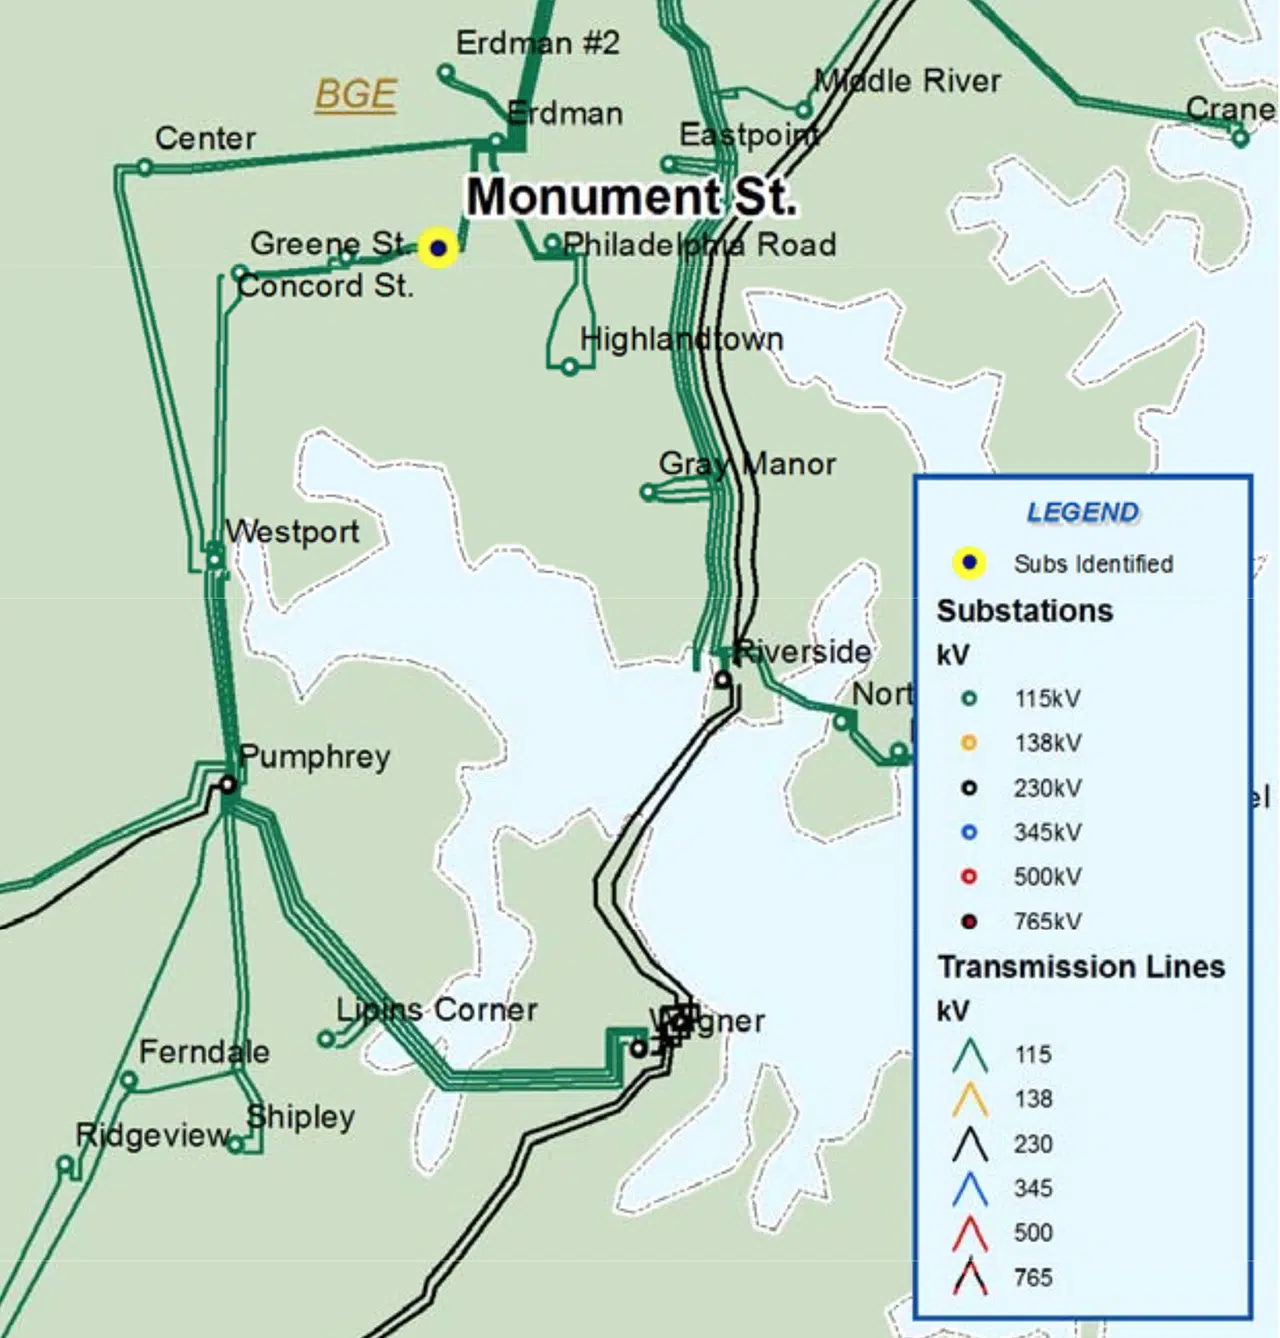 Erdman #2
BGE
Middle River
Erdman
Crane
Center
Eastpoint
Monument St.
Greene St.
Philadelphia Road
Concord St.
Highlandtown
Gray Manor
Westport
Riverside
Nort
Pumphrey
el
Lipins Corner
Wagner
Ferndale
Shipley
Ridgeview
LEGEND
Subs Identified
Substations
kV
115kV
138kV
230kV
345kV
500kV
765kV
Transmission Lines
kV
115
138
230
345
500
765